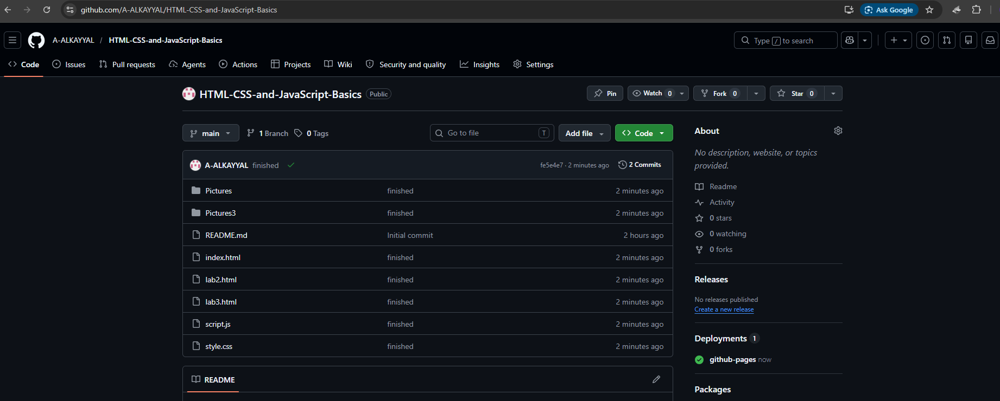 github.com/A-ALKAYYAL/HTML-CSS-and-JavaScript-Basics Ask Google
A-ALKAYYAL / HTML-CSS-and-JavaScript-Basics Type / to search
Code Issues Pull requests Agents Actions Projects Wiki Security and quality Insights Settings
HTML-CSS-and-JavaScript-Basics Public Pin Watch 0 Fork 0 Star 0
main 1 Branch 0 Tags Go to file T Add file Code
A-ALKAYYAL finished fe5e4e7 · 2 minutes ago 2 Commits
Pictures finished 2 minutes ago
Pictures3 finished 2 minutes ago
README.md Initial commit 2 hours ago
index.html finished 2 minutes ago
lab2.html finished 2 minutes ago
lab3.html finished 2 minutes ago
script.js finished 2 minutes ago
style.css finished 2 minutes ago
README
About
No description, website, or topics
provided.
Readme
Activity
0 stars
0 watching
0 forks
Releases
No releases published
Create a new release
Deployments 1
github-pages now
Packages